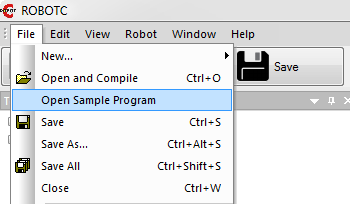 ROBOTC
File Edit View Robot Window Help
New...
Open and Compile Ctrl+O
Open Sample Program
Save Ctrl+S
Save As... Ctrl+Alt+S
Save All Ctrl+Shift+S
Close Ctrl+W
Save